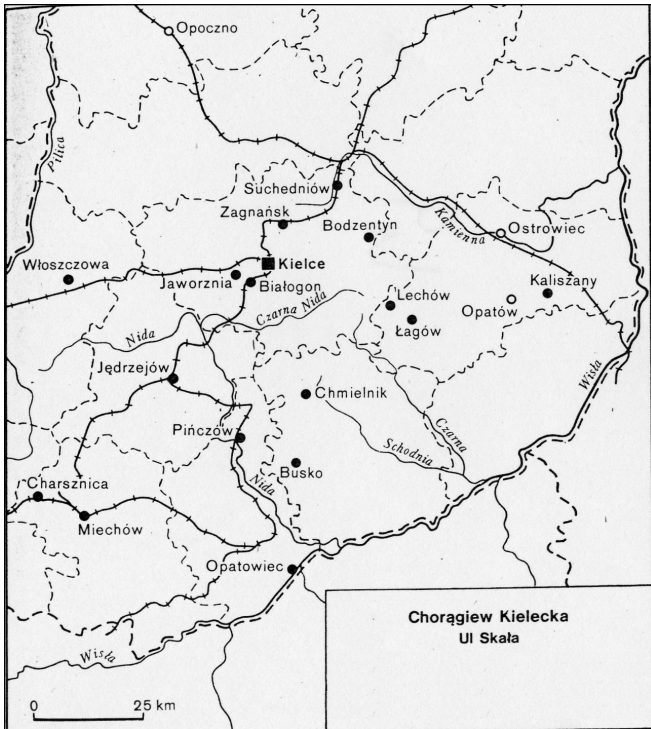 Opoczno
Pilica
Suchedniów
Zagnańsk
Bodzentyn
Kamienna
Ostrowiec
Włoszczowa
Kielce
Jaworznia
Białogon
Kaliszany
Lechów
Opatów
Czarna Nida
Łagów
Nida
Wisła
Jędrzejów
Chmielnik
Pińczów
Czarna
Schodnia
Busko
Nida
Charsznica
Miechów
Opatowiec
Chorągiew Kielecka
Ul Skała
Wisła
0 25 km